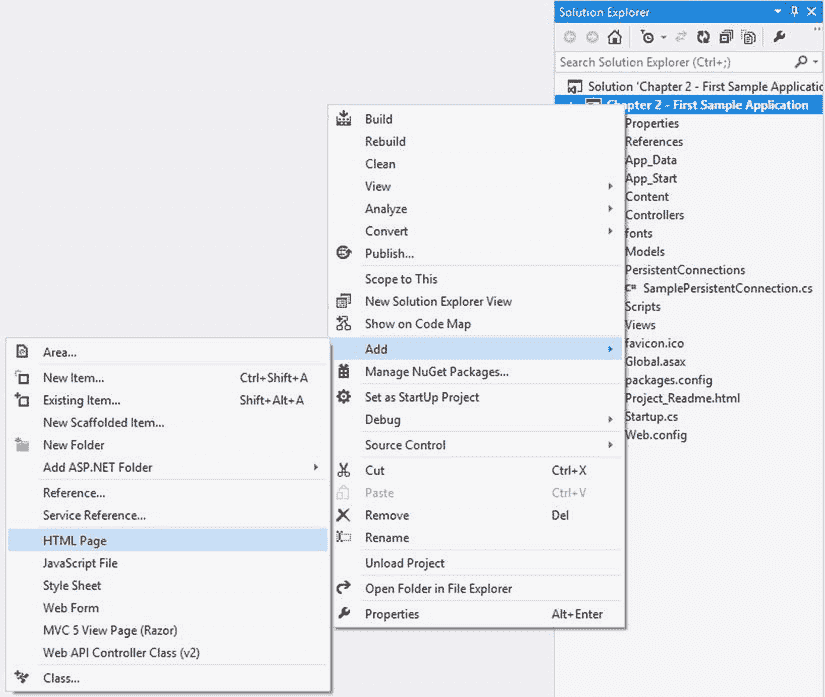 Solution Explorer
Search Solution Explorer (Ctrl+;)
Solution 'Chapter 2 - First Sample Applicatio
Chapter 2 - First Sample Application
Properties
References
App_Data
App_Start
Content
Controllers
fonts
Models
PersistentConnections
C# SamplePersistentConnection.cs
Scripts
Views
favicon.ico
Global.asax
packages.config
Project_Readme.html
Startup.cs
Web.config
Build
Rebuild
Clean
View
Analyze
Convert
Publish...
Scope to This
New Solution Explorer View
Show on Code Map
Add
Manage NuGet Packages...
Set as StartUp Project
Debug
Source Control
Cut Ctrl+X
Paste Ctrl+V
Remove Del
Rename
Unload Project
Open Folder in File Explorer
Properties Alt+Enter
Area...
New Item... Ctrl+Shift+A
Existing Item... Shift+Alt+A
New Scaffolded Item...
New Folder
Add ASP.NET Folder
Reference...
Service Reference...
HTML Page
JavaScript File
Style Sheet
Web Form
MVC 5 View Page (Razor)
Web API Controller Class (v2)
Class...